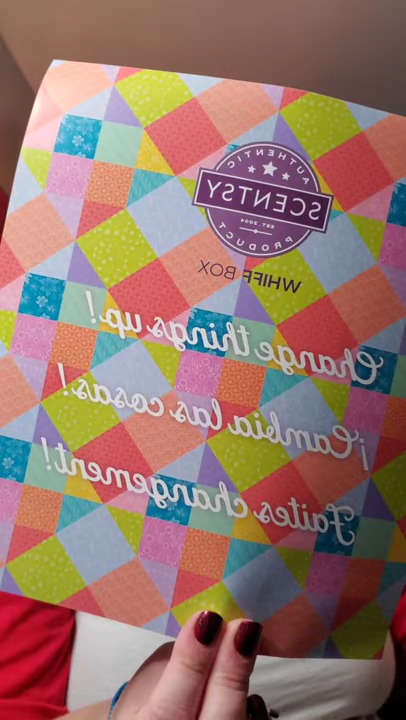 AUTHENTIC
SCENTSY
EST. 2004
PRODUCT
WHIFF BOX
Change things up!
¡Cambia las cosas!
Faites changement!